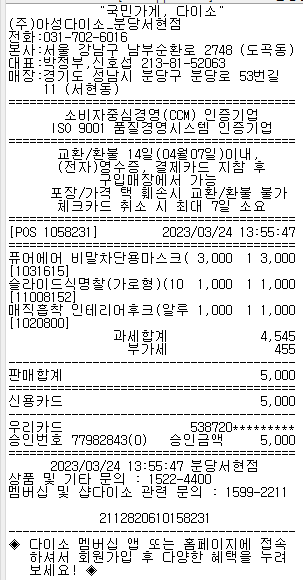 "국민가게, 다이소"
(주)아성다이소_분당서현점
전화:031-702-6016
본사:서울 강남구 남부순환로 2748 (도곡동)
대표:박정부,신호섭 213-81-52063
매장:경기도 성남시 분당구 분당로 53번길
11 (서현동)
========================================
소비자중심경영(CCM) 인증기업
ISO 9001 품질경영시스템 인증기업
========================================
교환/환불 14일(04월07일)이내,
(전자)영수증, 결제카드 지참 후
구입매장에서 가능
포장/가격 택 훼손시 교환/환불 불가
체크카드 취소 시 최대 7일 소요
========================================
[POS 1058231] 2023/03/24 13:55:47
========================================
퓨어에어 비말차단용마스크( 3,000 1 3,000
[1031615]
슬라이드식명찰(가로형)(10 1,000 1 1,000
[11008152]
매직흡착 인테리어후크(알루 1,000 1 1,000
[1020800]
과세합계 4,545
부가세 455
----------------------------------------
판매합계 5,000
========================================
신용카드 5,000
----------------------------------------
우리카드 538720**********
승인번호 77982843(0) 승인금액 5,000
========================================
2023/03/24 13:55:47 분당서현점
상품 및 기타 문의 : 1522-4400
멤버십 및 샵다이소 관련 문의 : 1599-2211
2112820610158231
----------------------------------------
◈ 다이소 멤버십 앱 또는 홈페이지에 접속
하셔서 회원가입 후 다양한 혜택을 누려
보세요! ◈